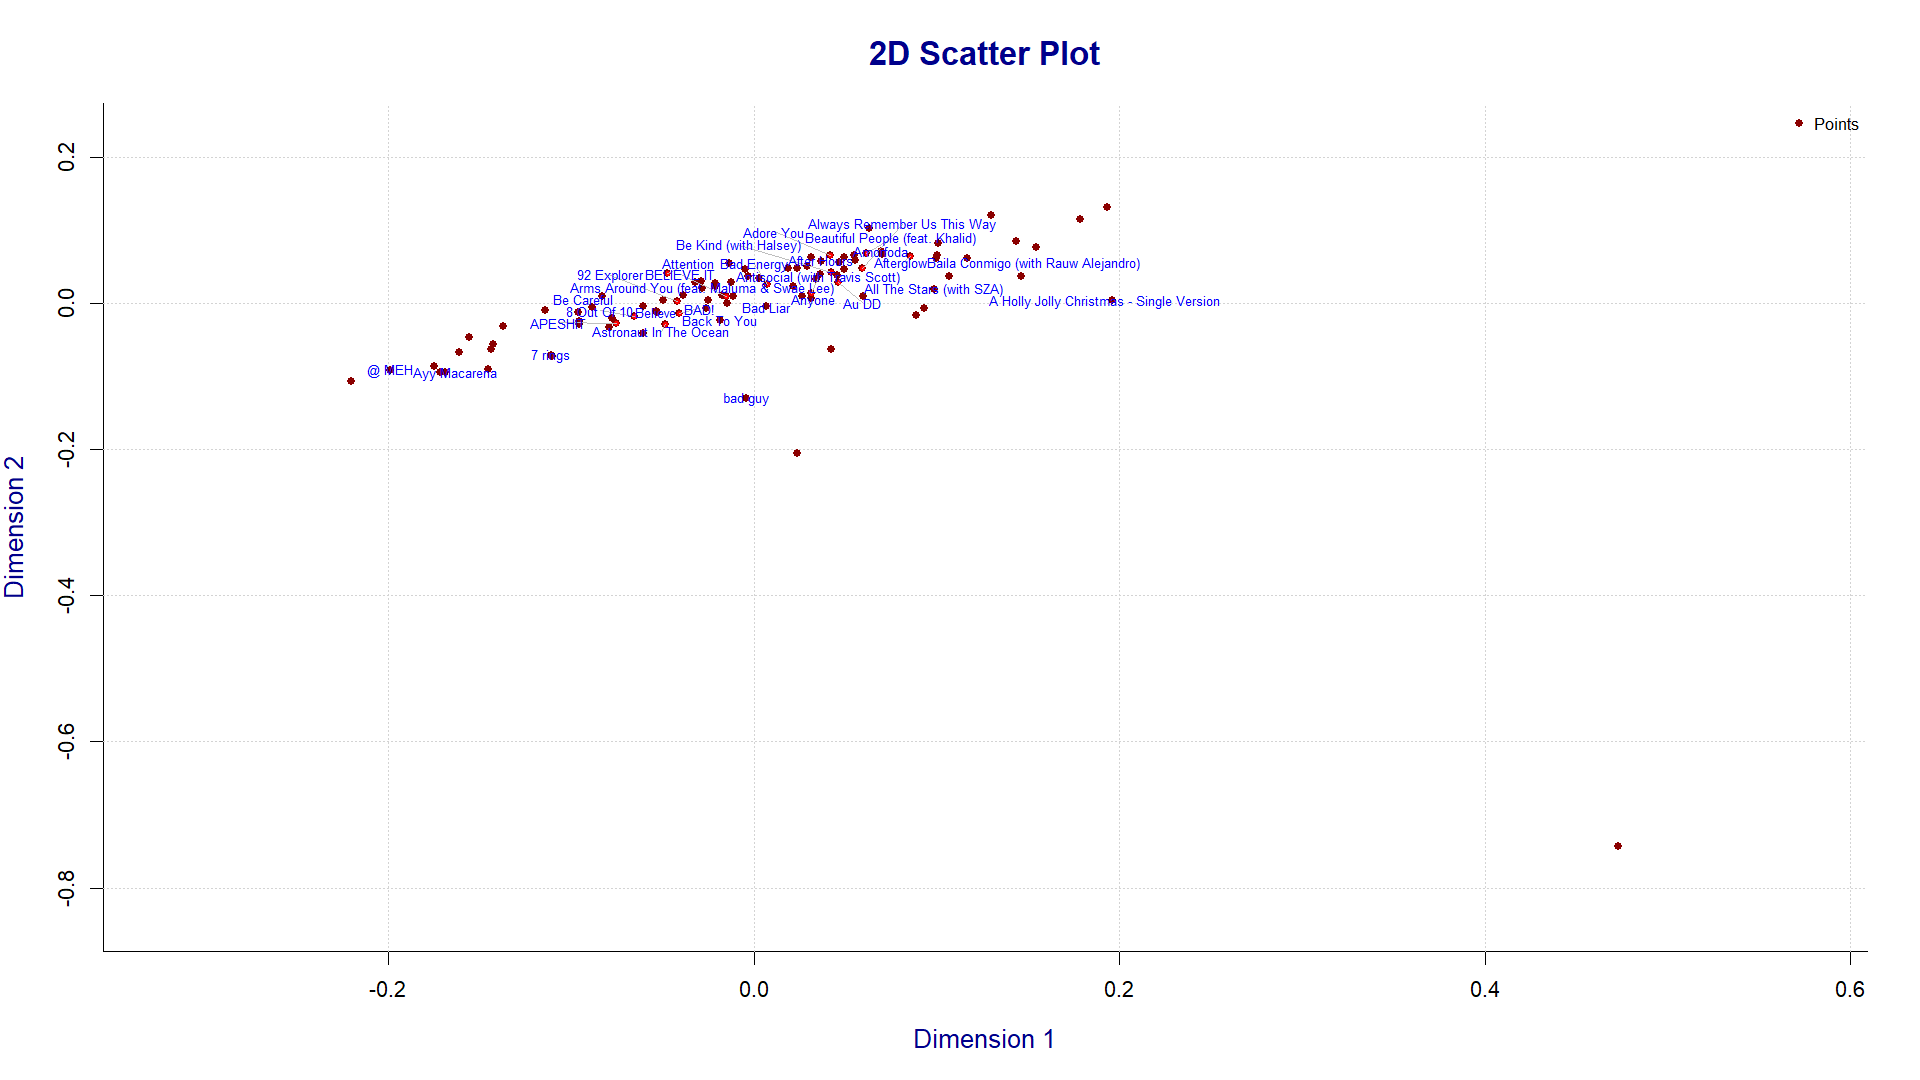 2D Scatter Plot
Points
Always Remember Us This Way
Adore You
Beautiful People (feat. Khalid)
Be Kind (with Halsey)
Amorfoda
After Hours
Attention
Bad Energy
Afterglow
Baila Conmigo (with Rauw Alejandro)
92 Explorer
BELIEVE IT
Antisocial (with Travis Scott)
Arms Around You (feat. Maluma & Swae Lee)
All The Stars (with SZA)
Be Careful
Anyone
Au DD
A Holly Jolly Christmas - Single Version
8 Out Of 10
Believer
BAD!
Bad Liar
APESHIT
Back To You
Astronaut In The Ocean
7 rings
@ MEH
Ayy Macarena
bad guy
0.2
0.0
-0.2
-0.4
-0.6
-0.8
Dimension 2
-0.2
0.0
0.2
0.4
0.6
Dimension 1